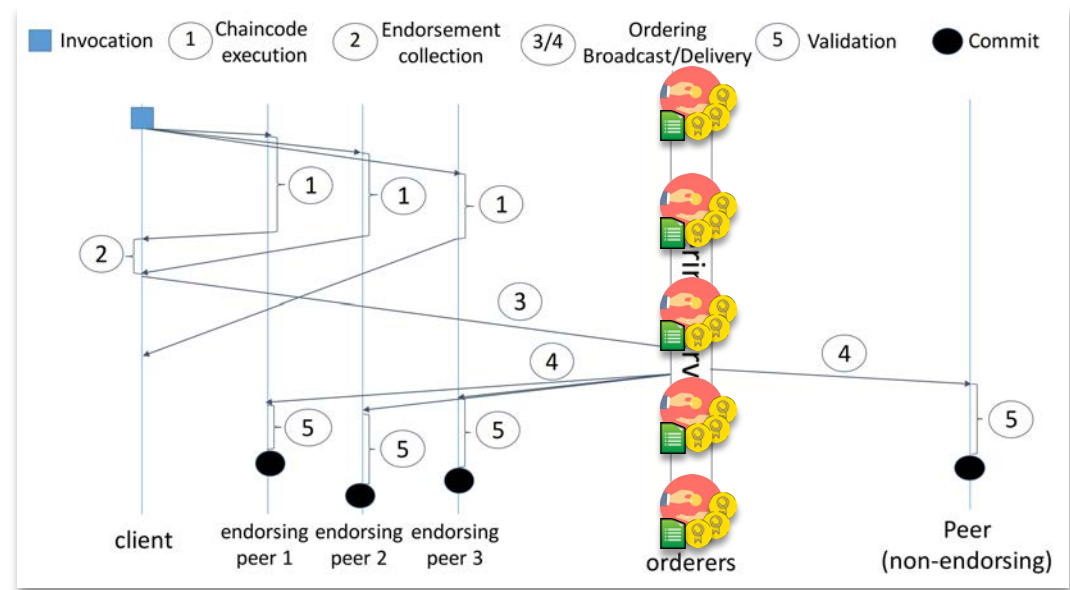 Invocation
1
Chaincode
execution
2
Endorsement
collection
3/4
Ordering
Broadcast/Delivery
5
Validation
Commit
1
1
1
2
3
4
4
5
5
5
5
client
endorsing
peer 1
endorsing
peer 2
endorsing
peer 3
orderers
Peer
(non-endorsing)